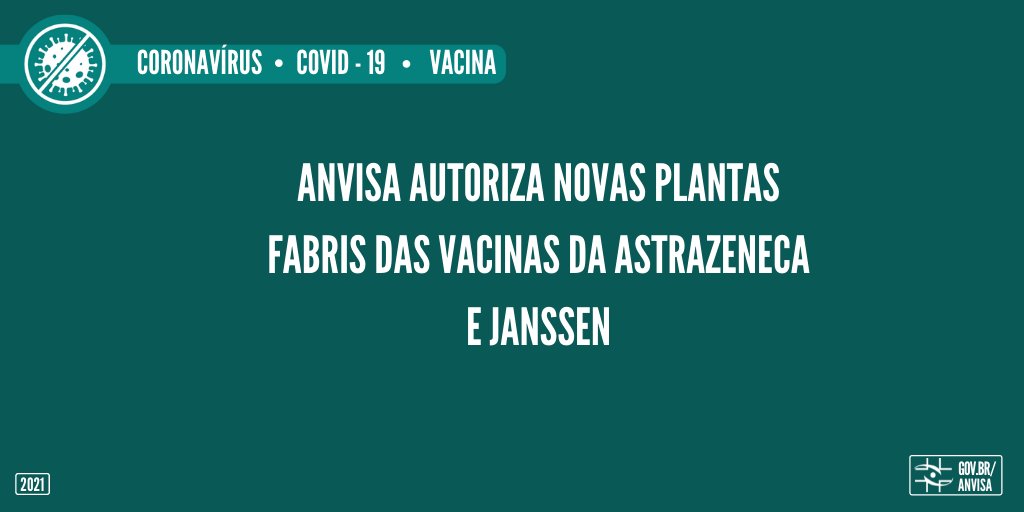 CORONAVÍRUS • COVID - 19 • VACINA
ANVISA AUTORIZA NOVAS PLANTAS
FABRIS DAS VACINAS DA ASTRAZENECA
E JANSSEN
2021
GOV.BR/
ANVISA